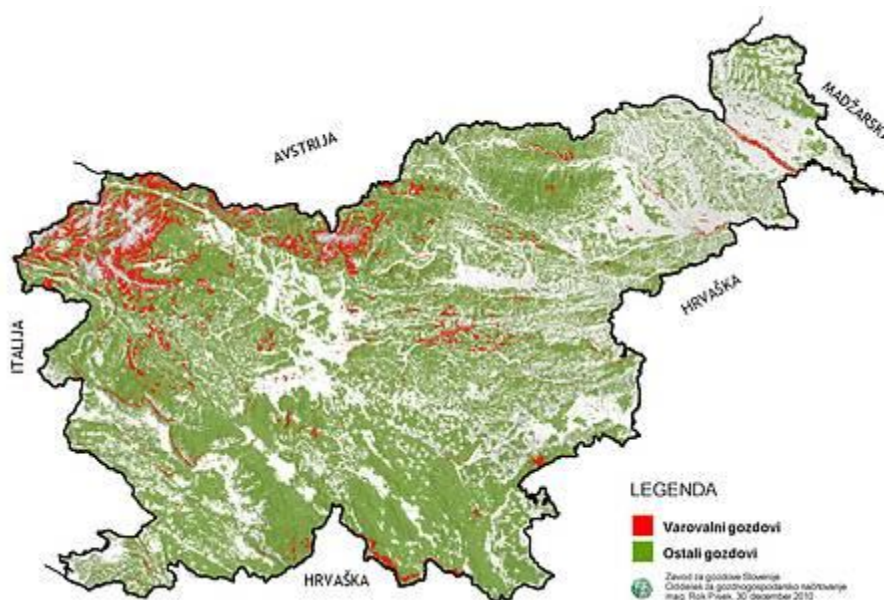 AVSTRIJA
MADŽARSKA
ITALIJA
HRVAŠKA
HRVAŠKA
LEGENDA
Varovalni gozdovi
Ostali gozdovi
Zavod za gozdove Slovenije
Oddelek za gozdnogospodarsko načrtovanje
mag. Rok Pisek, 30. december 2010